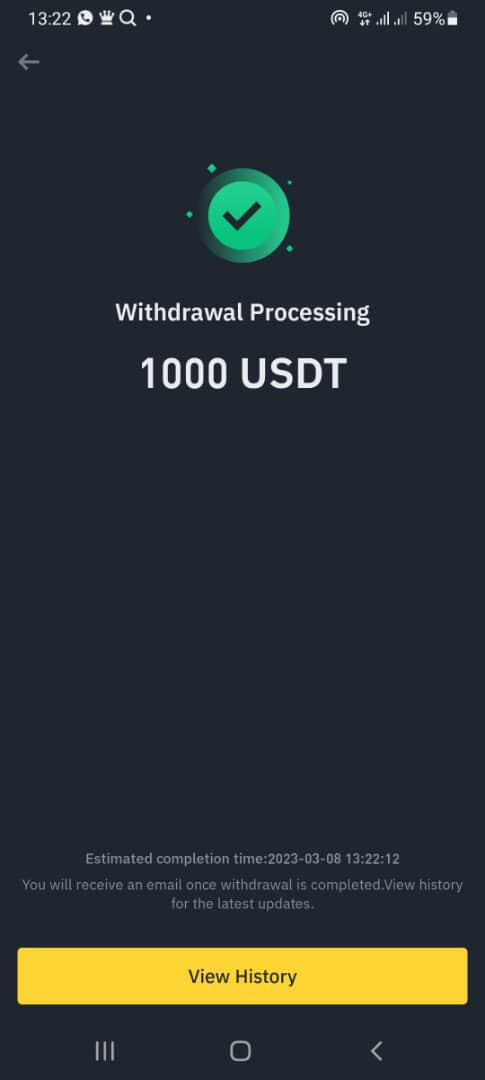 13:22 4G+ 59%
Withdrawal Processing
1000 USDT
Estimated completion time:2023-03-08 13:22:12
You will receive an email once withdrawal is completed.View history
for the latest updates.
View History